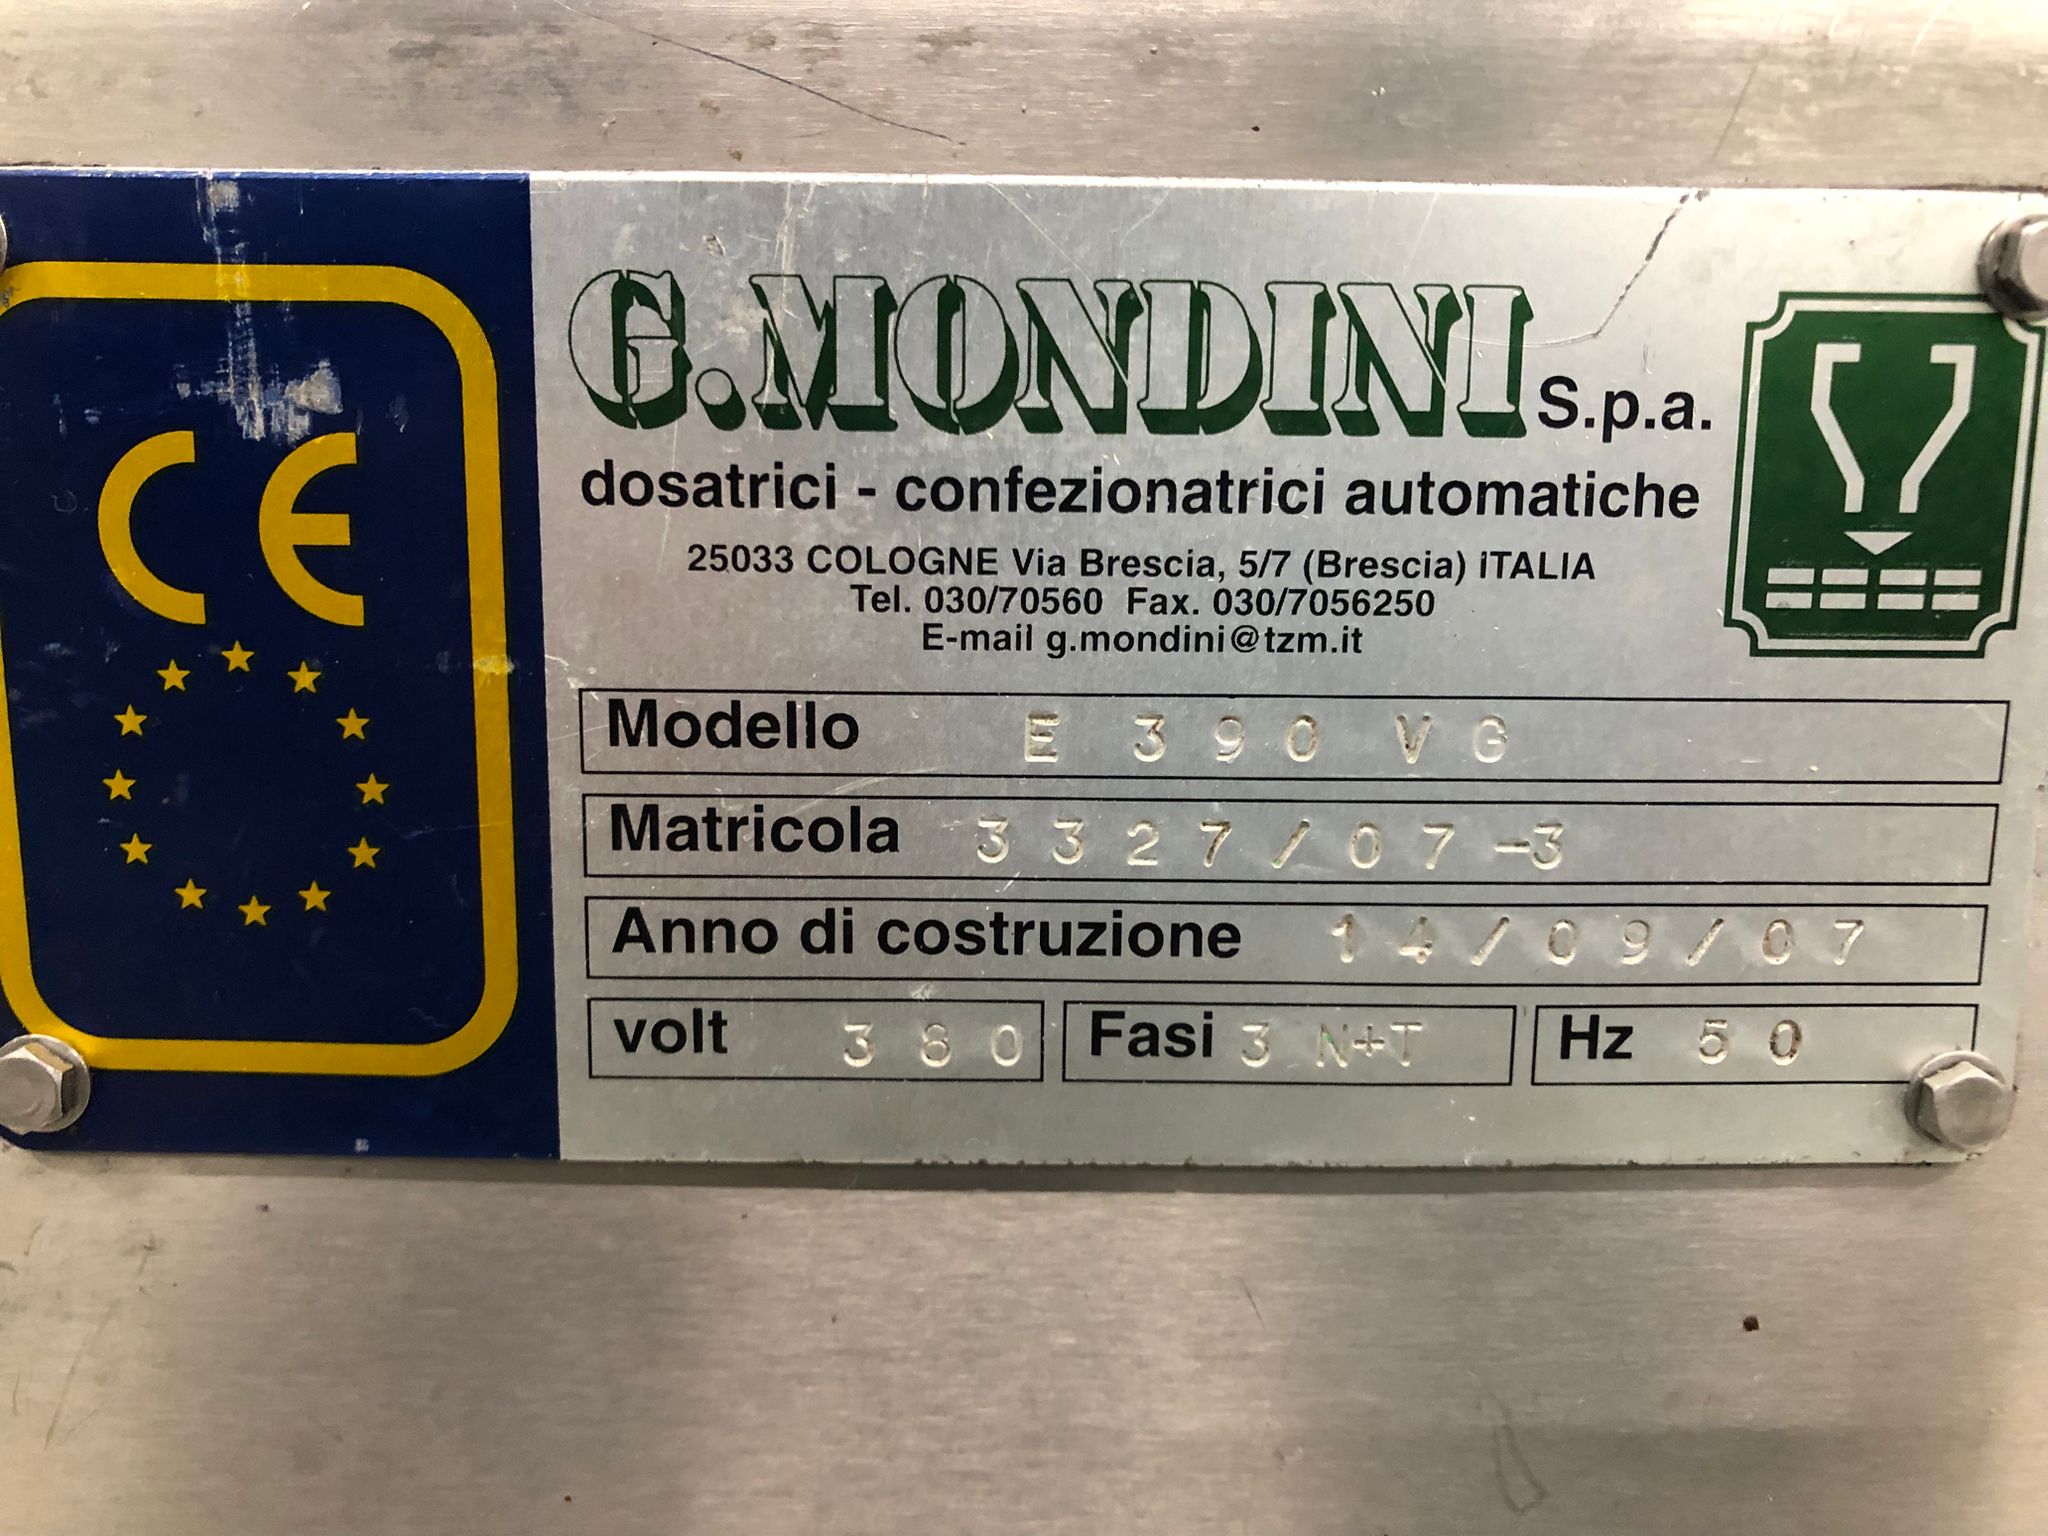 CE
G.MONDINI S.p.a.
dosatrici - confezionatrici automatiche
25033 COLOGNE Via Brescia, 5/7 (Brescia) ITALIA
Tel. 030/70560 Fax. 030/7056250
E-mail g.mondini@tzm.it
Modello E 390 VG
Matricola 3327/07-3
Anno di costruzione 14/09/07
volt 380 Fasi 3 N+T Hz 50